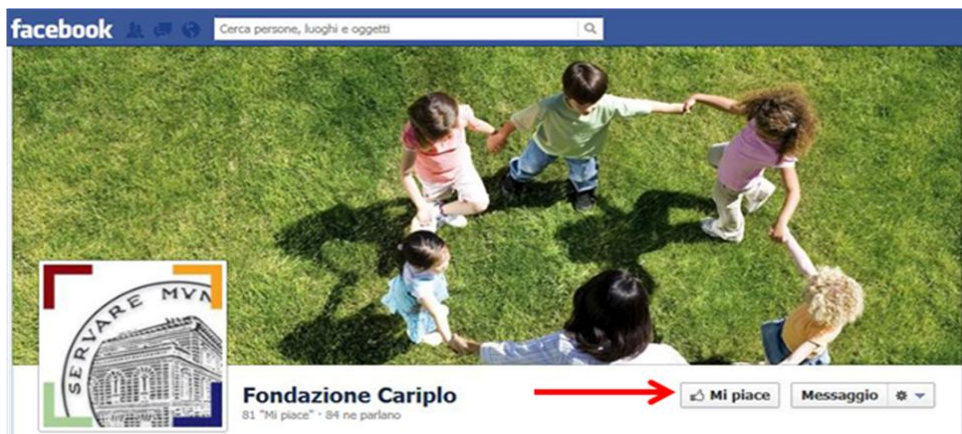 facebook
Cerca persone, luoghi e oggetti
SERVARE MVN
Fondazione Cariplo
Mi piace
Messaggio
81 "Mi piace" · 84 ne parlano